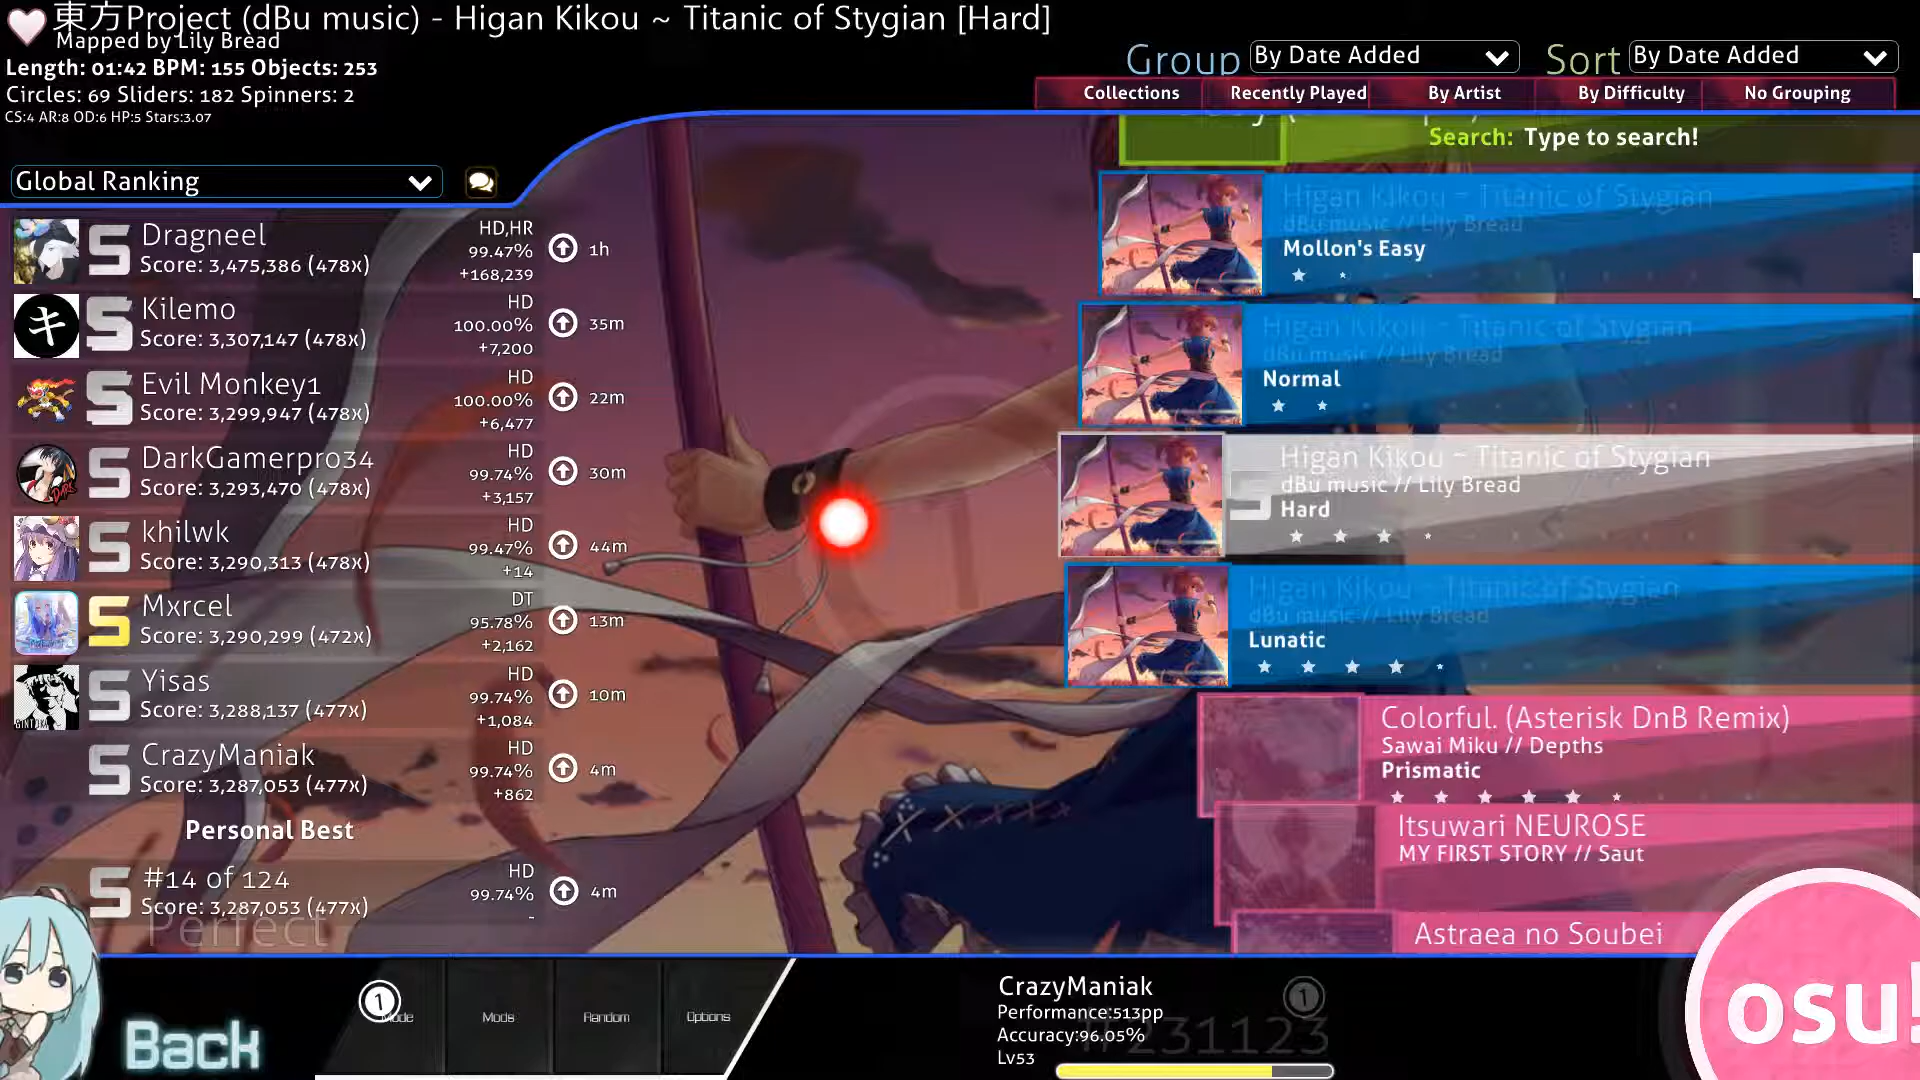 東方Project (dBu music) - Higan Kikou ~ Titanic of Stygian [Hard]
Mapped by Lily Bread
Length: 01:42 BPM: 155 Objects: 253
Circles: 69 Sliders: 182 Spinners: 2
CS:4 AR:8 OD:6 HP:5 Stars:3.07
Group By Date Added
Sort By Date Added
Collections
Recently Played
By Artist
By Difficulty
No Grouping
Search: Type to search!
Global Ranking
Dragneel
Score: 3,475,386 (478x)
HD,HR
99.47%
+168,239
1h
Kilemo
Score: 3,307,147 (478x)
HD
100.00%
+7,200
35m
キ
Evil Monkey1
Score: 3,299,947 (478x)
HD
100.00%
+6,477
22m
DarkGamerpro34
Score: 3,293,470 (478x)
HD
99.74%
+3,157
30m
khilwk
Score: 3,290,313 (478x)
HD
99.47%
+14
44m
Mxrcel
Score: 3,290,299 (472x)
DT
95.78%
+2,162
13m
Yisas
Score: 3,288,137 (477x)
HD
99.74%
+1,084
10m
CrazyManiak
Score: 3,287,053 (477x)
HD
99.74%
+862
4m
Personal Best
#14 of 124
Score: 3,287,053 (477x)
HD
99.74%
-
4m
Perfect
Higan Kikou ~ Titanic of Stygian
dBu music // Lily Bread
Mollon's Easy
Higan Kikou ~ Titanic of Stygian
dBu music // Lily Bread
Normal
Higan Kikou ~ Titanic of Stygian
dBu music // Lily Bread
Hard
Higan Kikou ~ Titanic of Stygian
dBu music // Lily Bread
Lunatic
Colorful. (Asterisk DnB Remix)
Sawai Miku // Depths
Prismatic
Itsuwari NEUROSE
MY FIRST STORY // Saut
Astraea no Soubei
Back
1
Mode
Mods
Random
Options
CrazyManiak
Performance:513pp
Accuracy:96.05%
Lv53
#231123
1
osu!